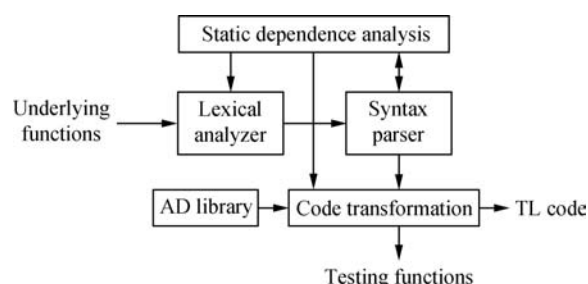 Static dependence analysis
Underlying
functions
Lexical
analyzer
Syntax
parser
AD library
Code transformation
TL code
Testing functions